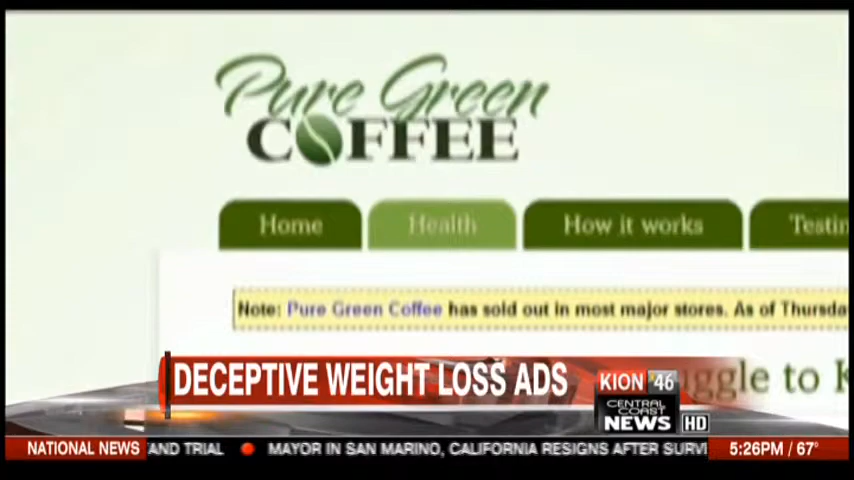 Pure Green
COFFEE
Home
Health
How it works
Note: Pure Green Coffee has sold out in most major stores. As of Thursda
to
DECEPTIVE WEIGHT LOSS ADS
KION 46
CENTRAL
COAST
NEWS HD
NATIONAL NEWS
AND TRIAL
MAYOR IN SAN MARINO, CALIFORNIA RESIGNS AFTER SURVI
5:26PM / 67°